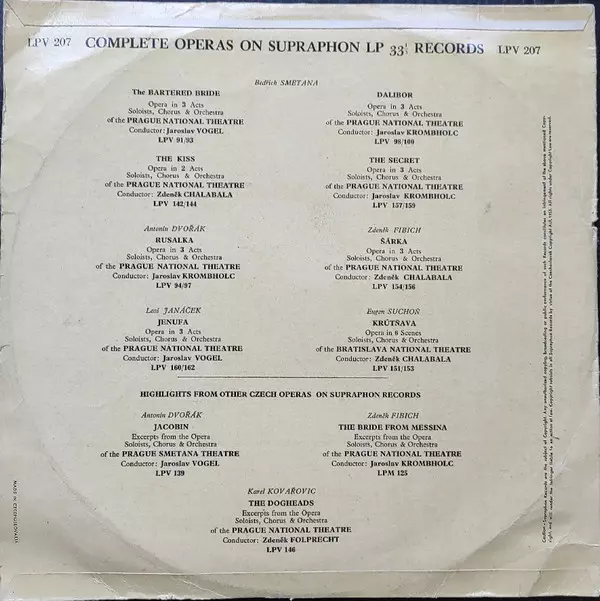 LPV 207 COMPLETE OPERAS ON SUPRAPHON LP 33⅓ RECORDS LPV 207
Bedřich SMETANA
The BARTERED BRIDE
Opera in 3 Acts
Soloists, Chorus & Orchestra
of the PRAGUE NATIONAL THEATRE
Conductor: Jaroslav VOGEL
LPV 91/93
DALIBOR
Opera in 3 Acts
Soloists, Chorus & Orchestra
of the PRAGUE NATIONAL THEATRE
Conductor: Jaroslav KROMBHOLC
LPV 98/100
THE KISS
Opera in 2 Acts
Soloists, Chorus & Orchestra
of the PRAGUE NATIONAL THEATRE
Conductor: Zdeněk CHALABALA
LPV 142/144
THE SECRET
Opera in 3 Acts
Soloists, Chorus & Orchestra
of the PRAGUE NATIONAL THEATRE
Conductor: Jaroslav KROMBHOLC
LPV 157/159
Antonín DVOŘÁK
RUSALKA
Opera in 3 Acts
Soloists, Chorus & Orchestra
of the PRAGUE NATIONAL THEATRE
Conductor: Jaroslav KROMBHOLC
LPV 94/97
Zdeněk FIBICH
ŠÁRKA
Opera in 3 Acts
Soloists, Chorus & Orchestra
of the PRAGUE NATIONAL THEATRE
Conductor: Zdeněk CHALABALA
LPV 154/156
Leoš JANÁČEK
JENUFA
Opera in 3 Acts
Soloists, Chorus & Orchestra
of the PRAGUE NATIONAL THEATRE
Conductor: Jaroslav VOGEL
LPV 160/162
Eugen SUCHOŇ
KRÚTŇAVA
Opera in 6 Scenes
Soloists, Chorus & Orchestra
of the BRATISLAVA NATIONAL THEATRE
Conductor: Zdeněk CHALABALA
LPV 151/153
HIGHLIGHTS FROM OTHER CZECH OPERAS ON SUPRAPHON RECORDS
Antonín DVOŘÁK
JACOBIN
Excerpts from the Opera
Soloists, Chorus & Orchestra
of the PRAGUE SMETANA THEATRE
Conductor: Jaroslav VOGEL
LPV 139
Zdeněk FIBICH
THE BRIDE FROM MESSINA
Excerpts from the Opera
Soloists, Chorus & Orchestra
of the PRAGUE NATIONAL THEATRE
Conductor: Jaroslav KROMBHOLC
LPM 125
Karel KOVAŘOVIC
THE DOGHEADS
Excerpts from the Opera
Soloists, Chorus & Orchestra
of the PRAGUE NATIONAL THEATRE
Conductor: Zdeněk FOLPRECHT
LPV 146
MADE IN CZECHOSLOVAKIA